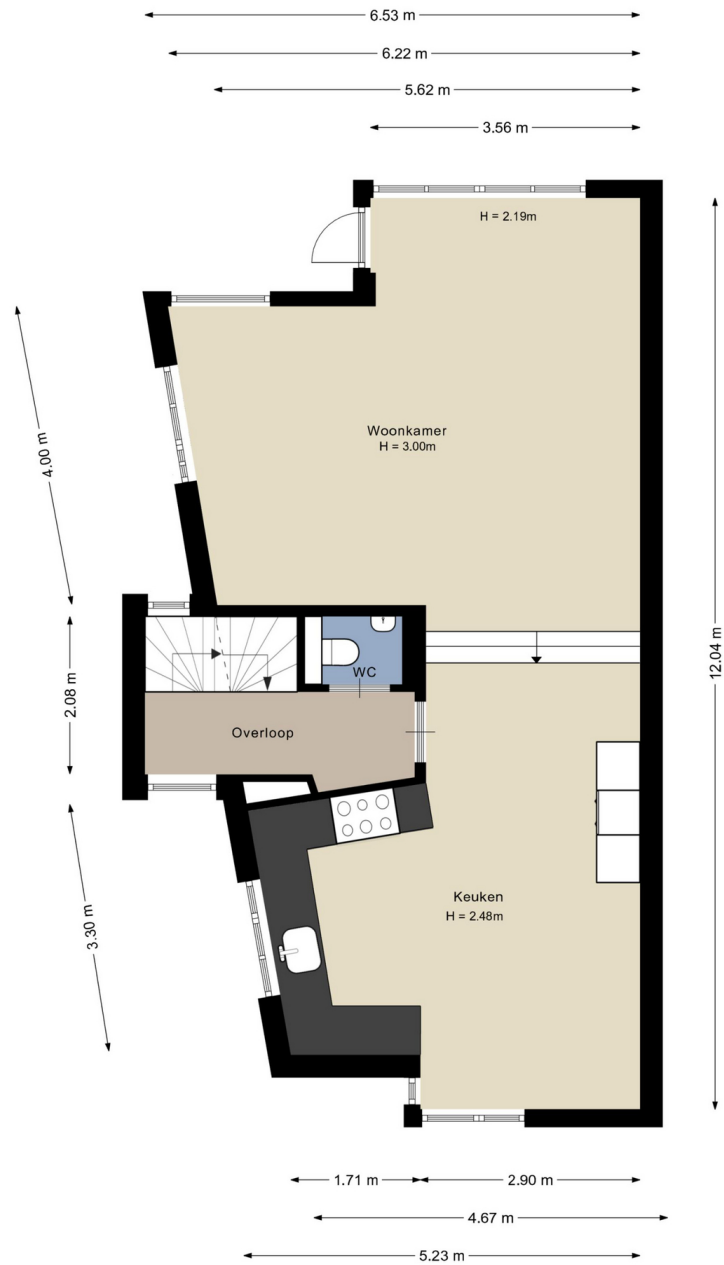 6.53 m
6.22 m
5.62 m
3.56 m
H = 2.19m
Woonkamer
H = 3.00m
4.00 m
12.04 m
2.08 m
WC
Overloop
Keuken
H = 2.48m
3.30 m
1.71 m
2.90 m
4.67 m
5.23 m